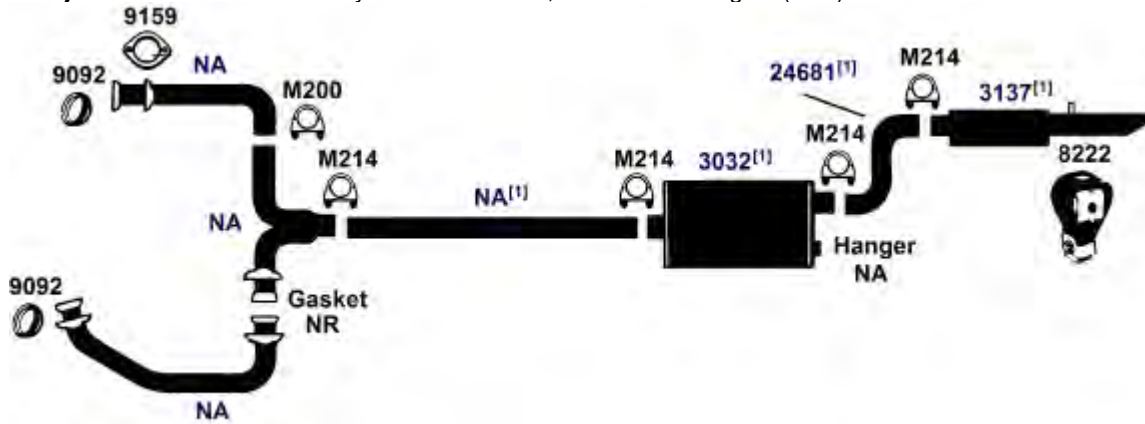 9159
NA
9092
M200
M214
24681[1]
M214
3137[1]
M214
3032[1]
M214
8222
NA[1]
NA
Hanger
NA
9092
Gasket
NR
NA